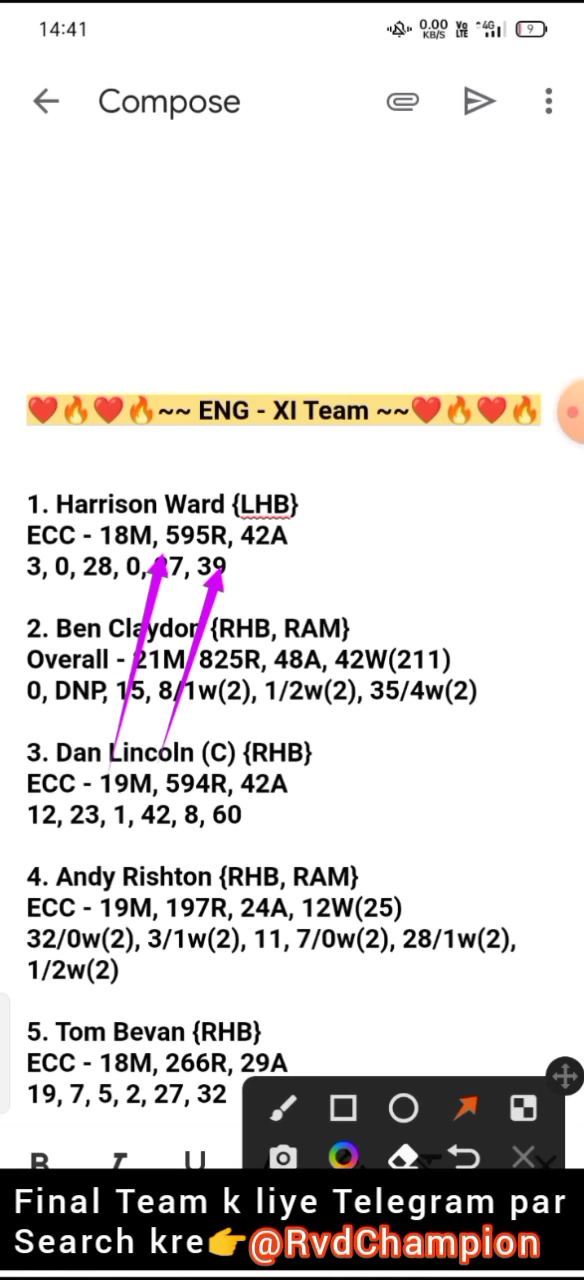 14:41
0.00 KB/S Vo LTE 4G 9
Compose
❤️🔥❤️🔥~~ ENG - XI Team ~~❤️🔥❤️🔥
1. Harrison Ward {LHB}
ECC - 18M, 595R, 42A
3, 0, 28, 0, 7, 39
2. Ben Claydon {RHB, RAM}
Overall - 21M, 825R, 48A, 42W(211)
0, DNP, 15, 8/1w(2), 1/2w(2), 35/4w(2)
3. Dan Lincoln (C) {RHB}
ECC - 19M, 594R, 42A
12, 23, 1, 42, 8, 60
4. Andy Rishton {RHB, RAM}
ECC - 19M, 197R, 24A, 12W(25)
32/0w(2), 3/1w(2), 11, 7/0w(2), 28/1w(2),
1/2w(2)
5. Tom Bevan {RHB}
ECC - 18M, 266R, 29A
19, 7, 5, 2, 27, 32
B I U
Final Team k liye Telegram par
Search kre👉@RvdChampion